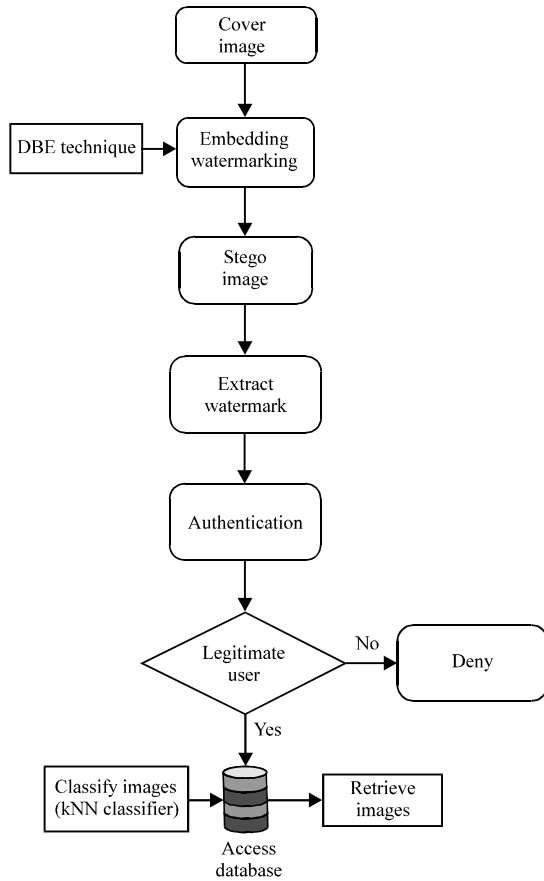 Cover
image
DBE technique
Embedding
watermarking
Stego
image
Extract
watermark
Authentication
Legitimate
user
No
Deny
Yes
Classify images
(kNN classifier)
Retrieve
images
Access
database